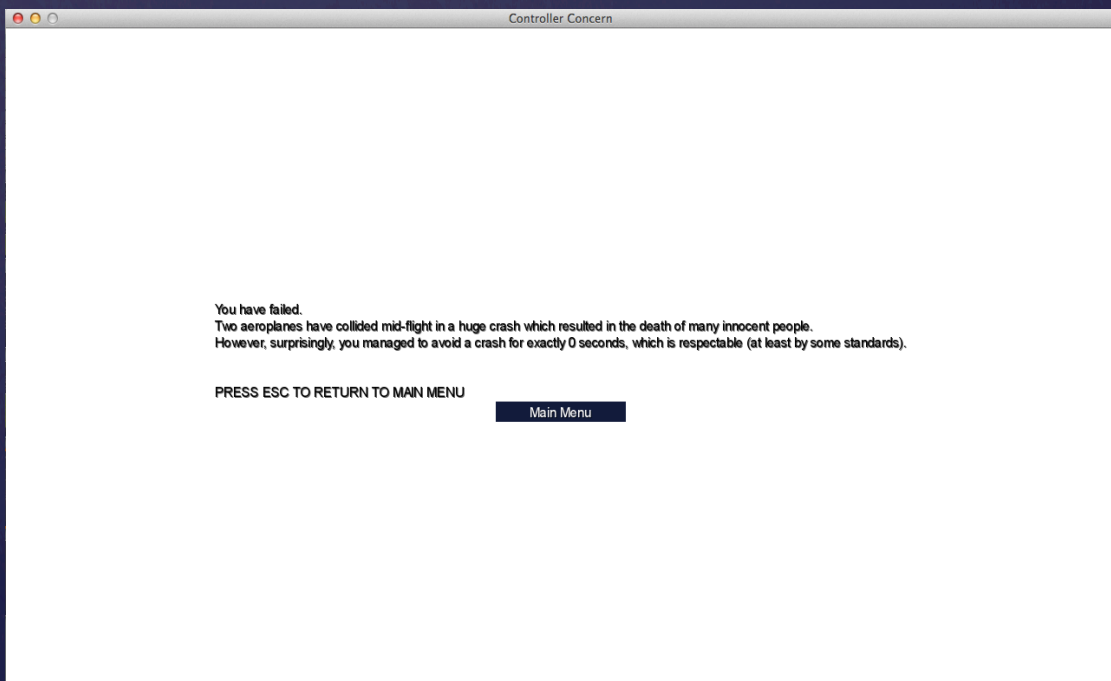 Controller Concern
You have failed.
Two aeroplanes have collided mid-flight in a huge crash which resulted in the death of many innocent people.
However, surprisingly, you managed to avoid a crash for exactly 0 seconds, which is respectable (at least by some standards).
PRESS ESC TO RETURN TO MAIN MENU
Main Menu